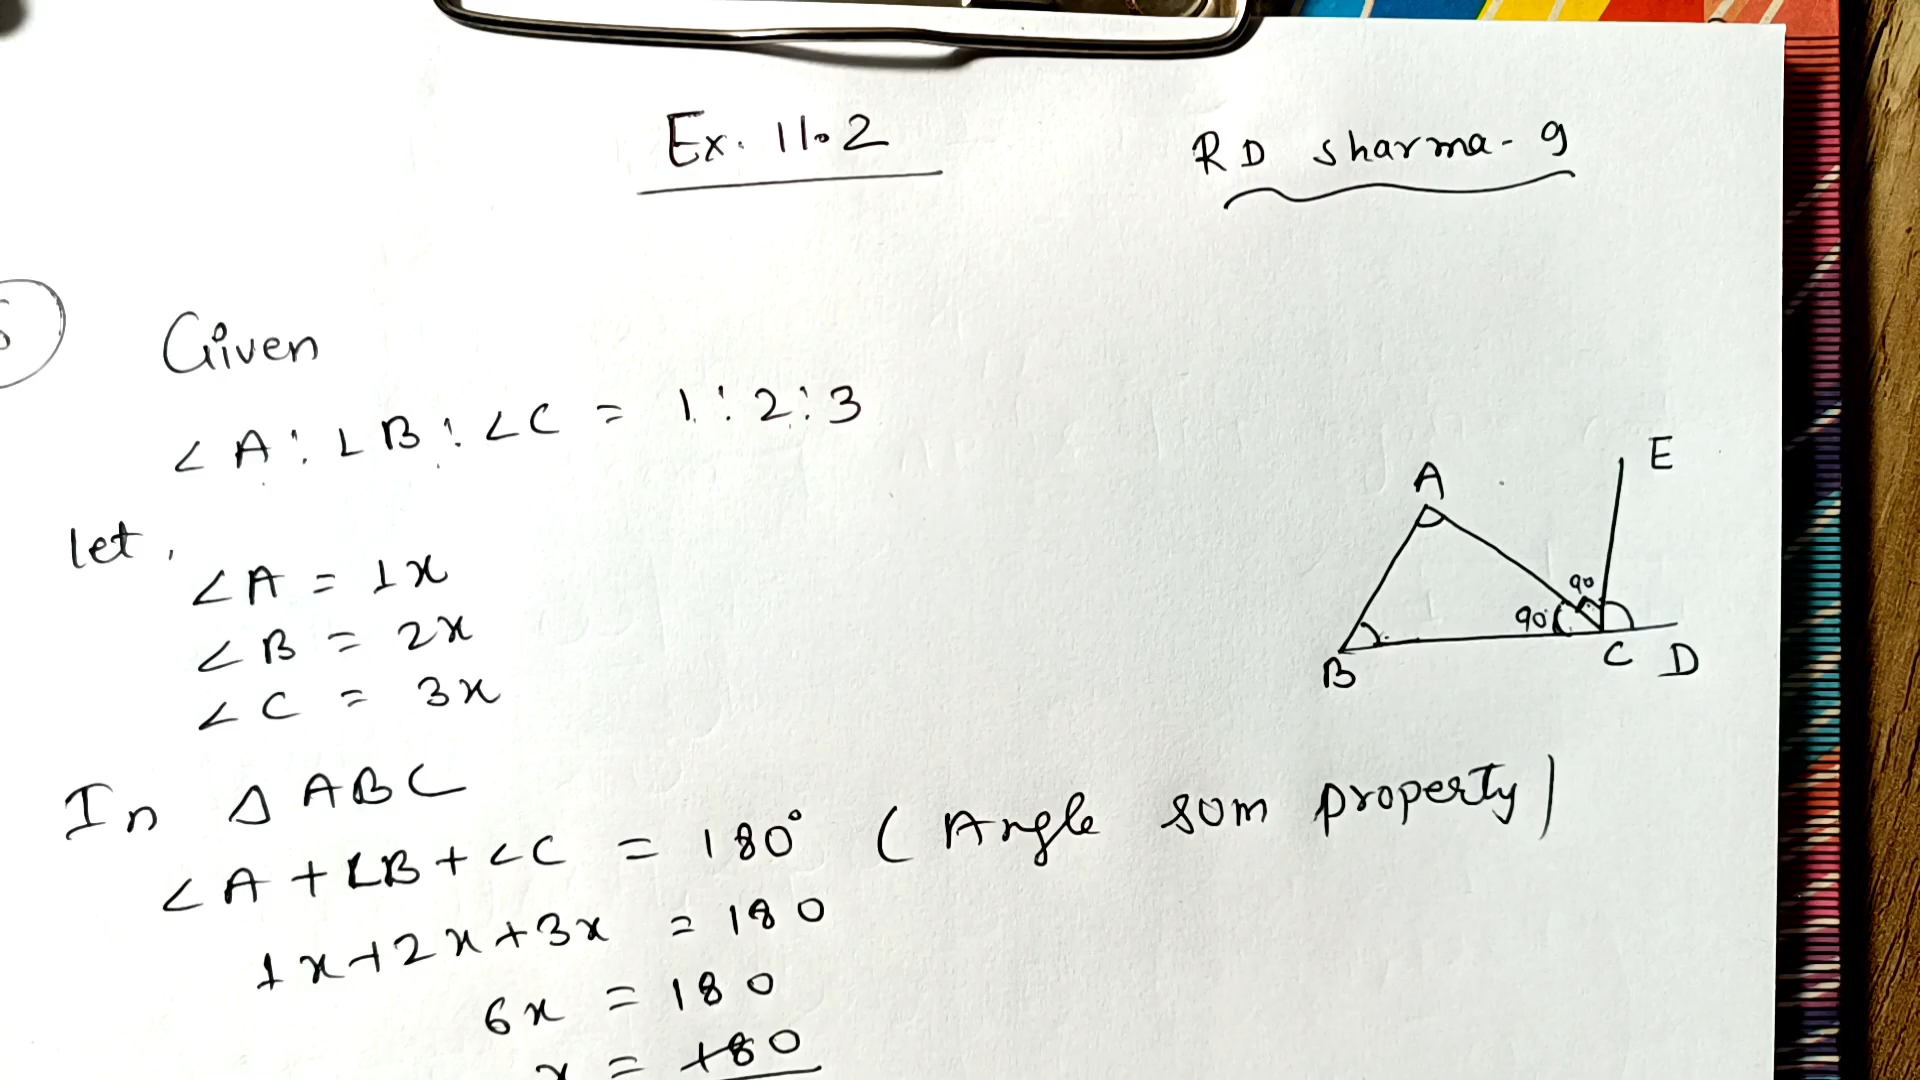 Ex. 11.2
RD Sharma-9
Given
∠A : ∠B : ∠C = 1 : 2 : 3
let,
∠A = 1x
∠B = 2x
∠C = 3x
A
E
90
90
B
C
D
In Δ ABC
∠A + ∠B + ∠C = 180° (Angle sum property)
1x+2x+3x = 180
6x = 180
x = 180